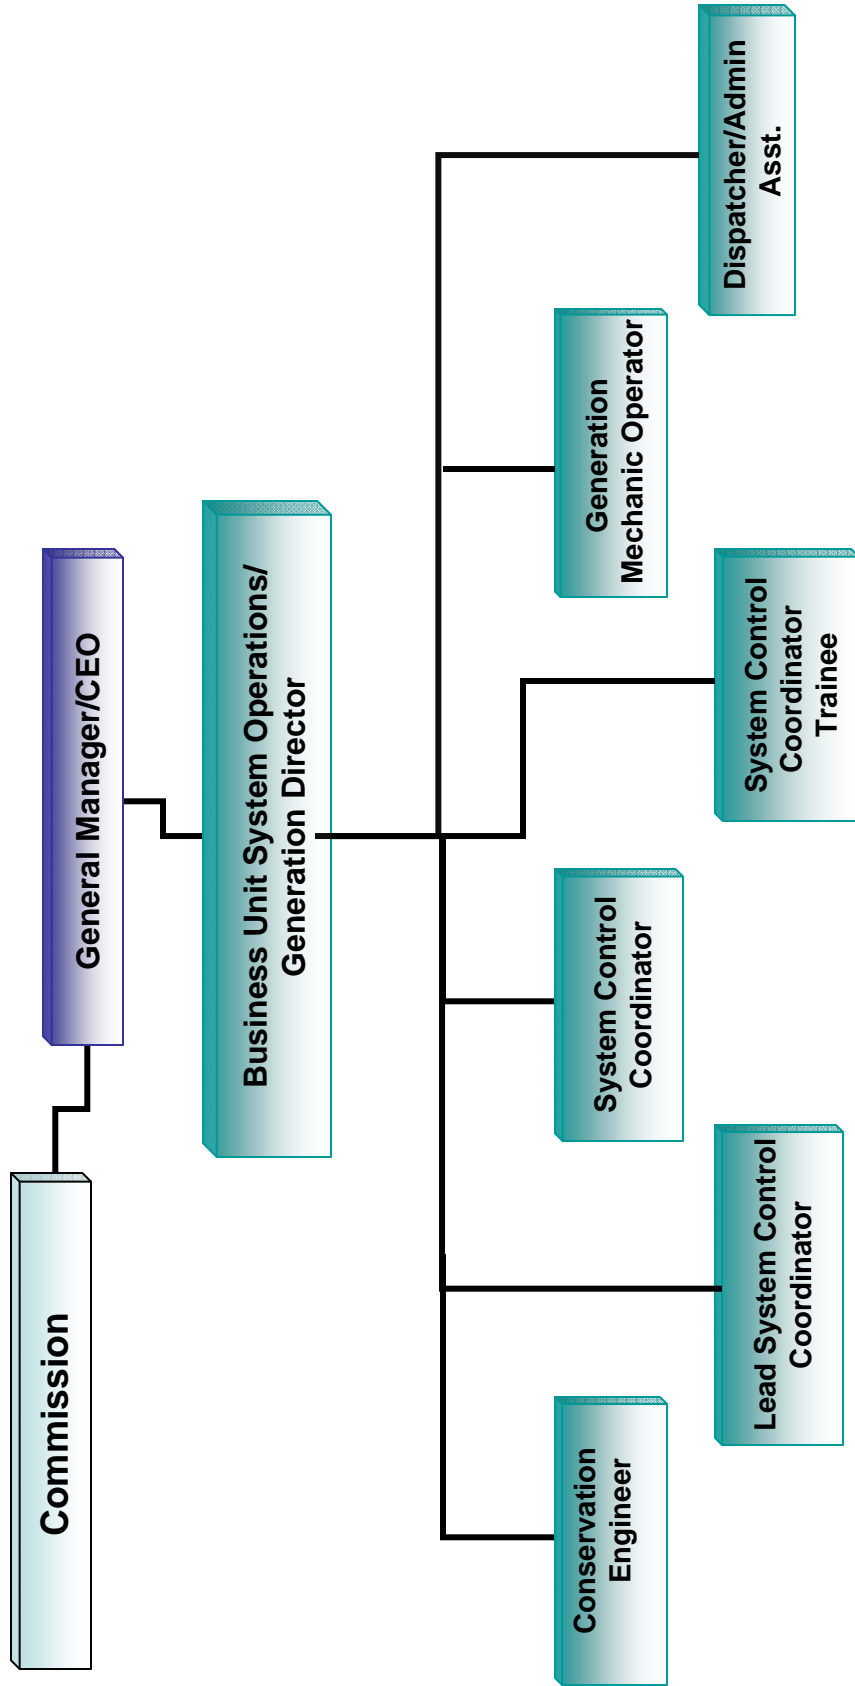 Commission
General Manager/CEO
Business Unit System Operations/
Generation Director
Conservation
Engineer
Lead System Control
Coordinator
System Control
Coordinator
System Control
Coordinator
Trainee
Generation
Mechanic Operator
Dispatcher/Admin
Asst.